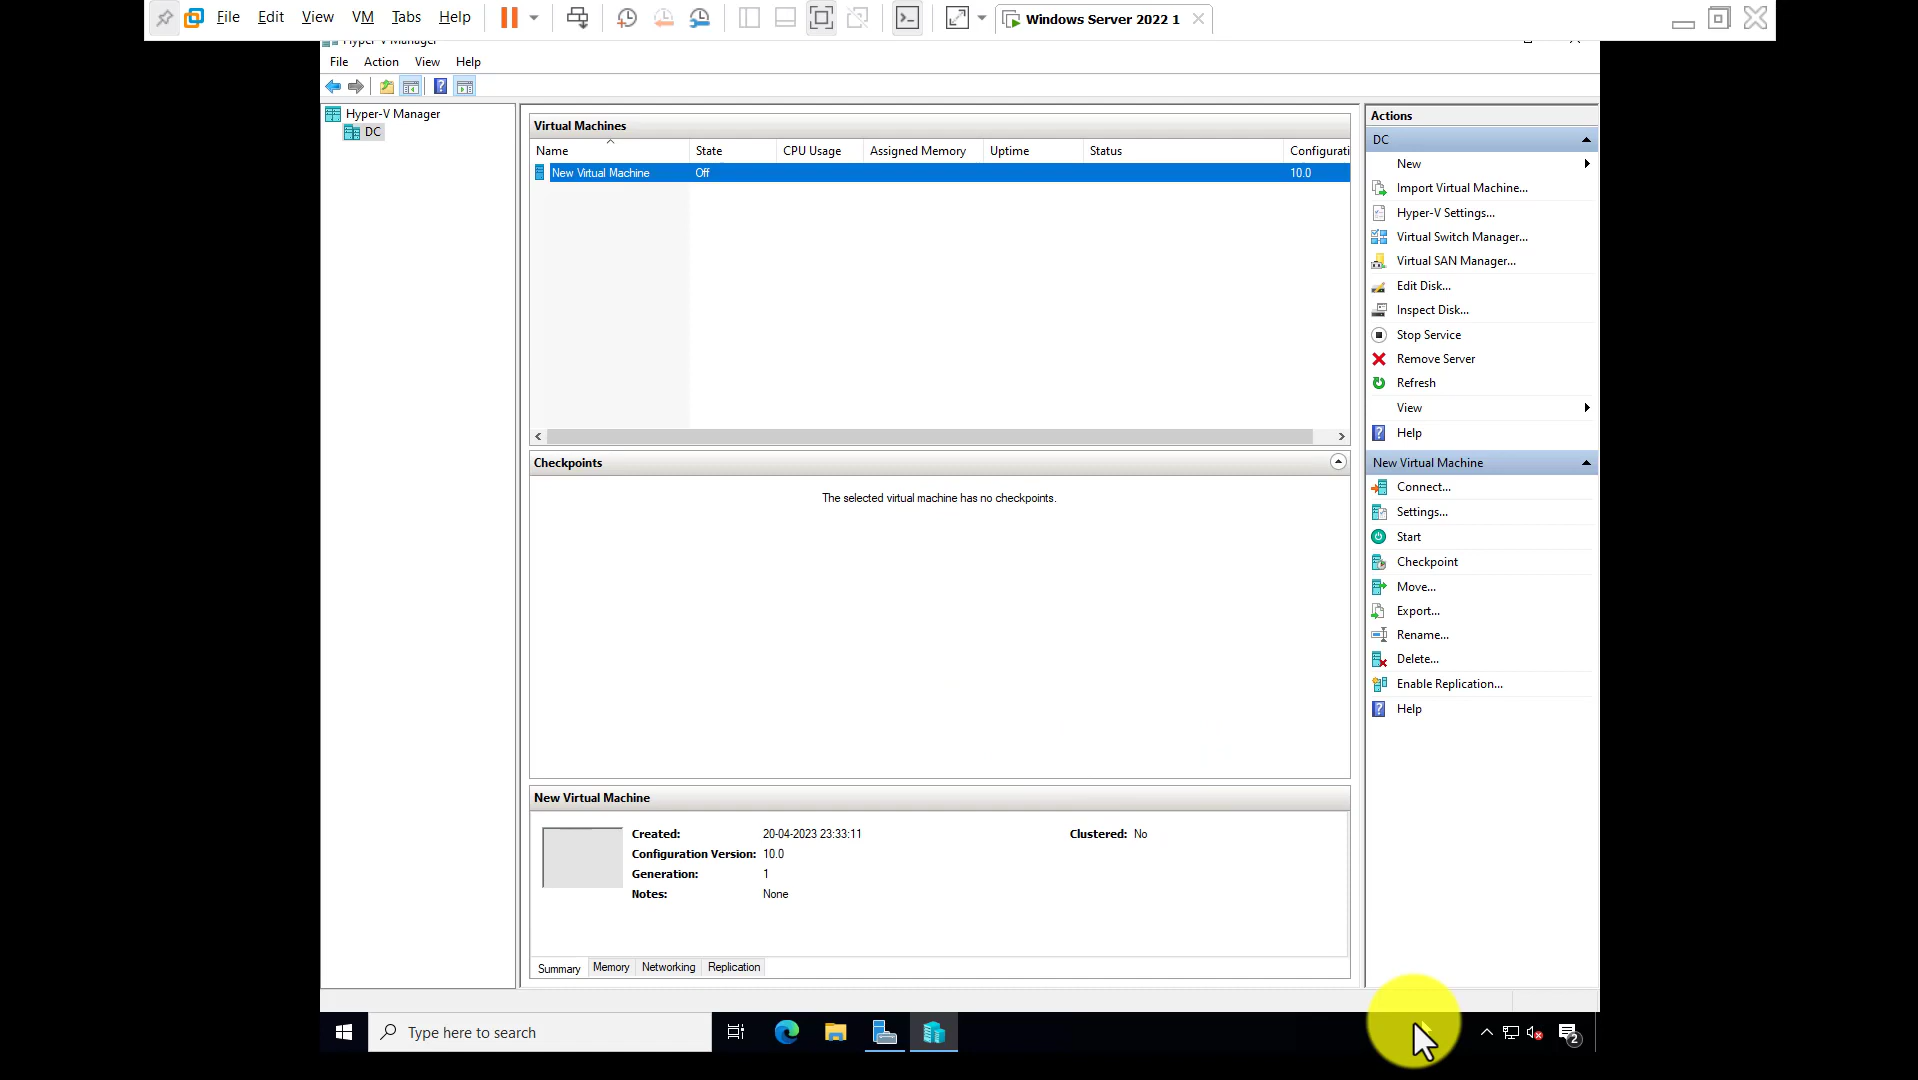 File Edit View VM Tabs Help
Windows Server 2022 1
Hyper-V Manager
File Action View Help
Hyper-V Manager
DC
Virtual Machines
Name State CPU Usage Assigned Memory Uptime Status Configurati
New Virtual Machine Off 10.0
Checkpoints
The selected virtual machine has no checkpoints.
New Virtual Machine
Created: 20-04-2023 23:33:11 Clustered: No
Configuration Version: 10.0
Generation: 1
Notes: None
Summary Memory Networking Replication
Actions
DC
New
Import Virtual Machine...
Hyper-V Settings...
Virtual Switch Manager...
Virtual SAN Manager...
Edit Disk...
Inspect Disk...
Stop Service
Remove Server
Refresh
View
Help
New Virtual Machine
Connect...
Settings...
Start
Checkpoint
Move...
Export...
Rename...
Delete...
Enable Replication...
Help
Type here to search
2